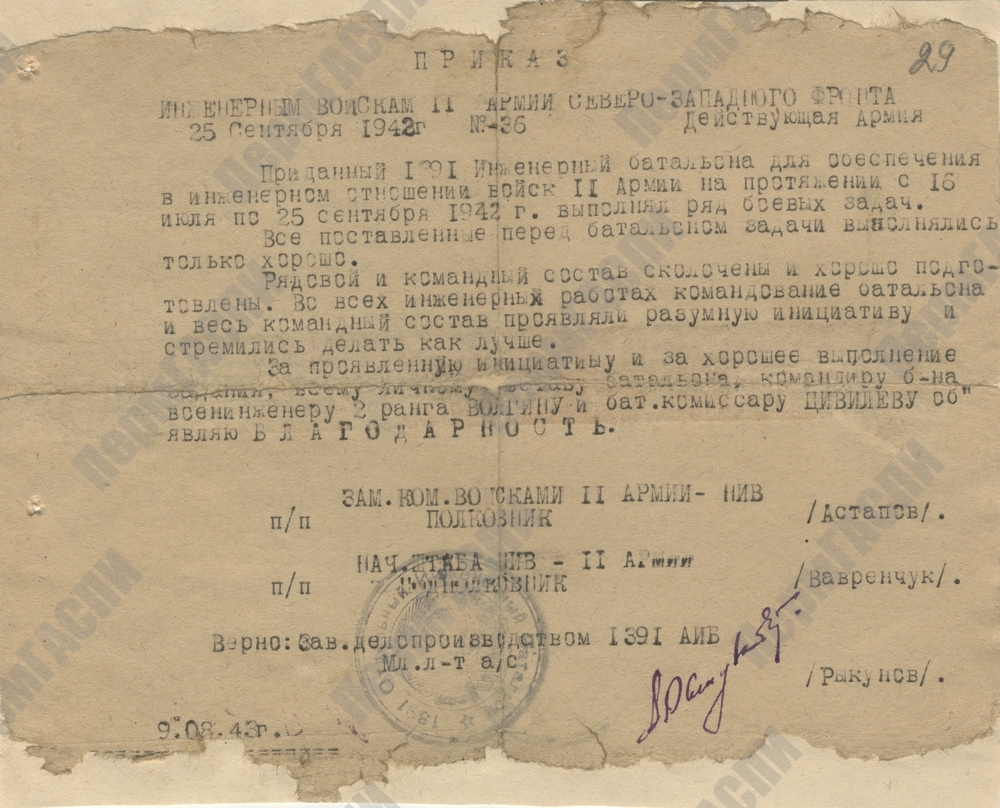 29
ПРИКАЗ
ИНЖЕНЕРНЫМ ВОЙСКАМ II АРМИИ СЕВЕРО-ЗАПАДНОГО ФРОНТА
25 Сентября 1942г № -36 Действующая Армия
Приданный 1391 Инженерный батальона для обеспечения
в инженерном отношении войск II Армии на протяжении с 16
июля по 25 сентября 1942 г. выполнял ряд боевых задач.
Все поставленные перед батальоном задачи выполнялись
только хорошо.
Рядовой и командный состав сколочены и хорошо подго-
товлены. Во всех инженерных работах командование батальона
и весь командный состав проявляли разумную инициативу и
стремились делать как лучше.
За проявленную инициативу и за хорошее выполнение
задания, всему личному составу батальона, командиру б-на
военинженеру 2 ранга ВОЛГИНУ и бат.комиссару ЦИВИЛЕВУ об"
являю БЛАГОДАРНОСТЬ.
ЗАМ.КОМ.ВОЙСКАМИ II АРМИИ- НИВ
п/п ПОЛКОВНИК /Астапов/.
НАЧ.ШТАБА НИВ - II АРМИИ
п/п ПОДПОЛКОВНИК /Вавренчук/.
Верно:Зав.делопроизводством 1391 АИБ
Мл.л-т а/с /Рыкунов/.
9.08.43г.
1391
ПермГАСПИ